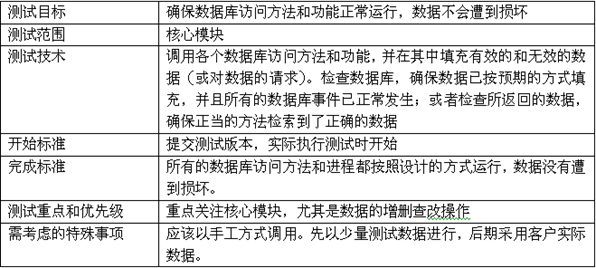 测试目标 确保数据库访问方法和功能正常运行，数据不会遭到损坏
测试范围 核心模块
测试技术 调用各个数据库访问方法和功能，并在其中填充有效的和无效的数
据（或对数据的请求）。检查数据库，确保数据已按预期的方式填
充，并且所有的数据库事件已正常发生；或者检查所返回的数据，
确保正当的方法检索到了正确的数据
开始标准 提交测试版本，实际执行测试时开始
完成标准 所有的数据库访问方法和进程都按照设计的方式运行，数据没有遭
到损坏。
测试重点和优先级 重点关注核心模块，尤其是数据的增删查改操作
需考虑的特殊事项 应该以手工方式调用。先以少量测试数据进行，后期采用客户实际
数据。